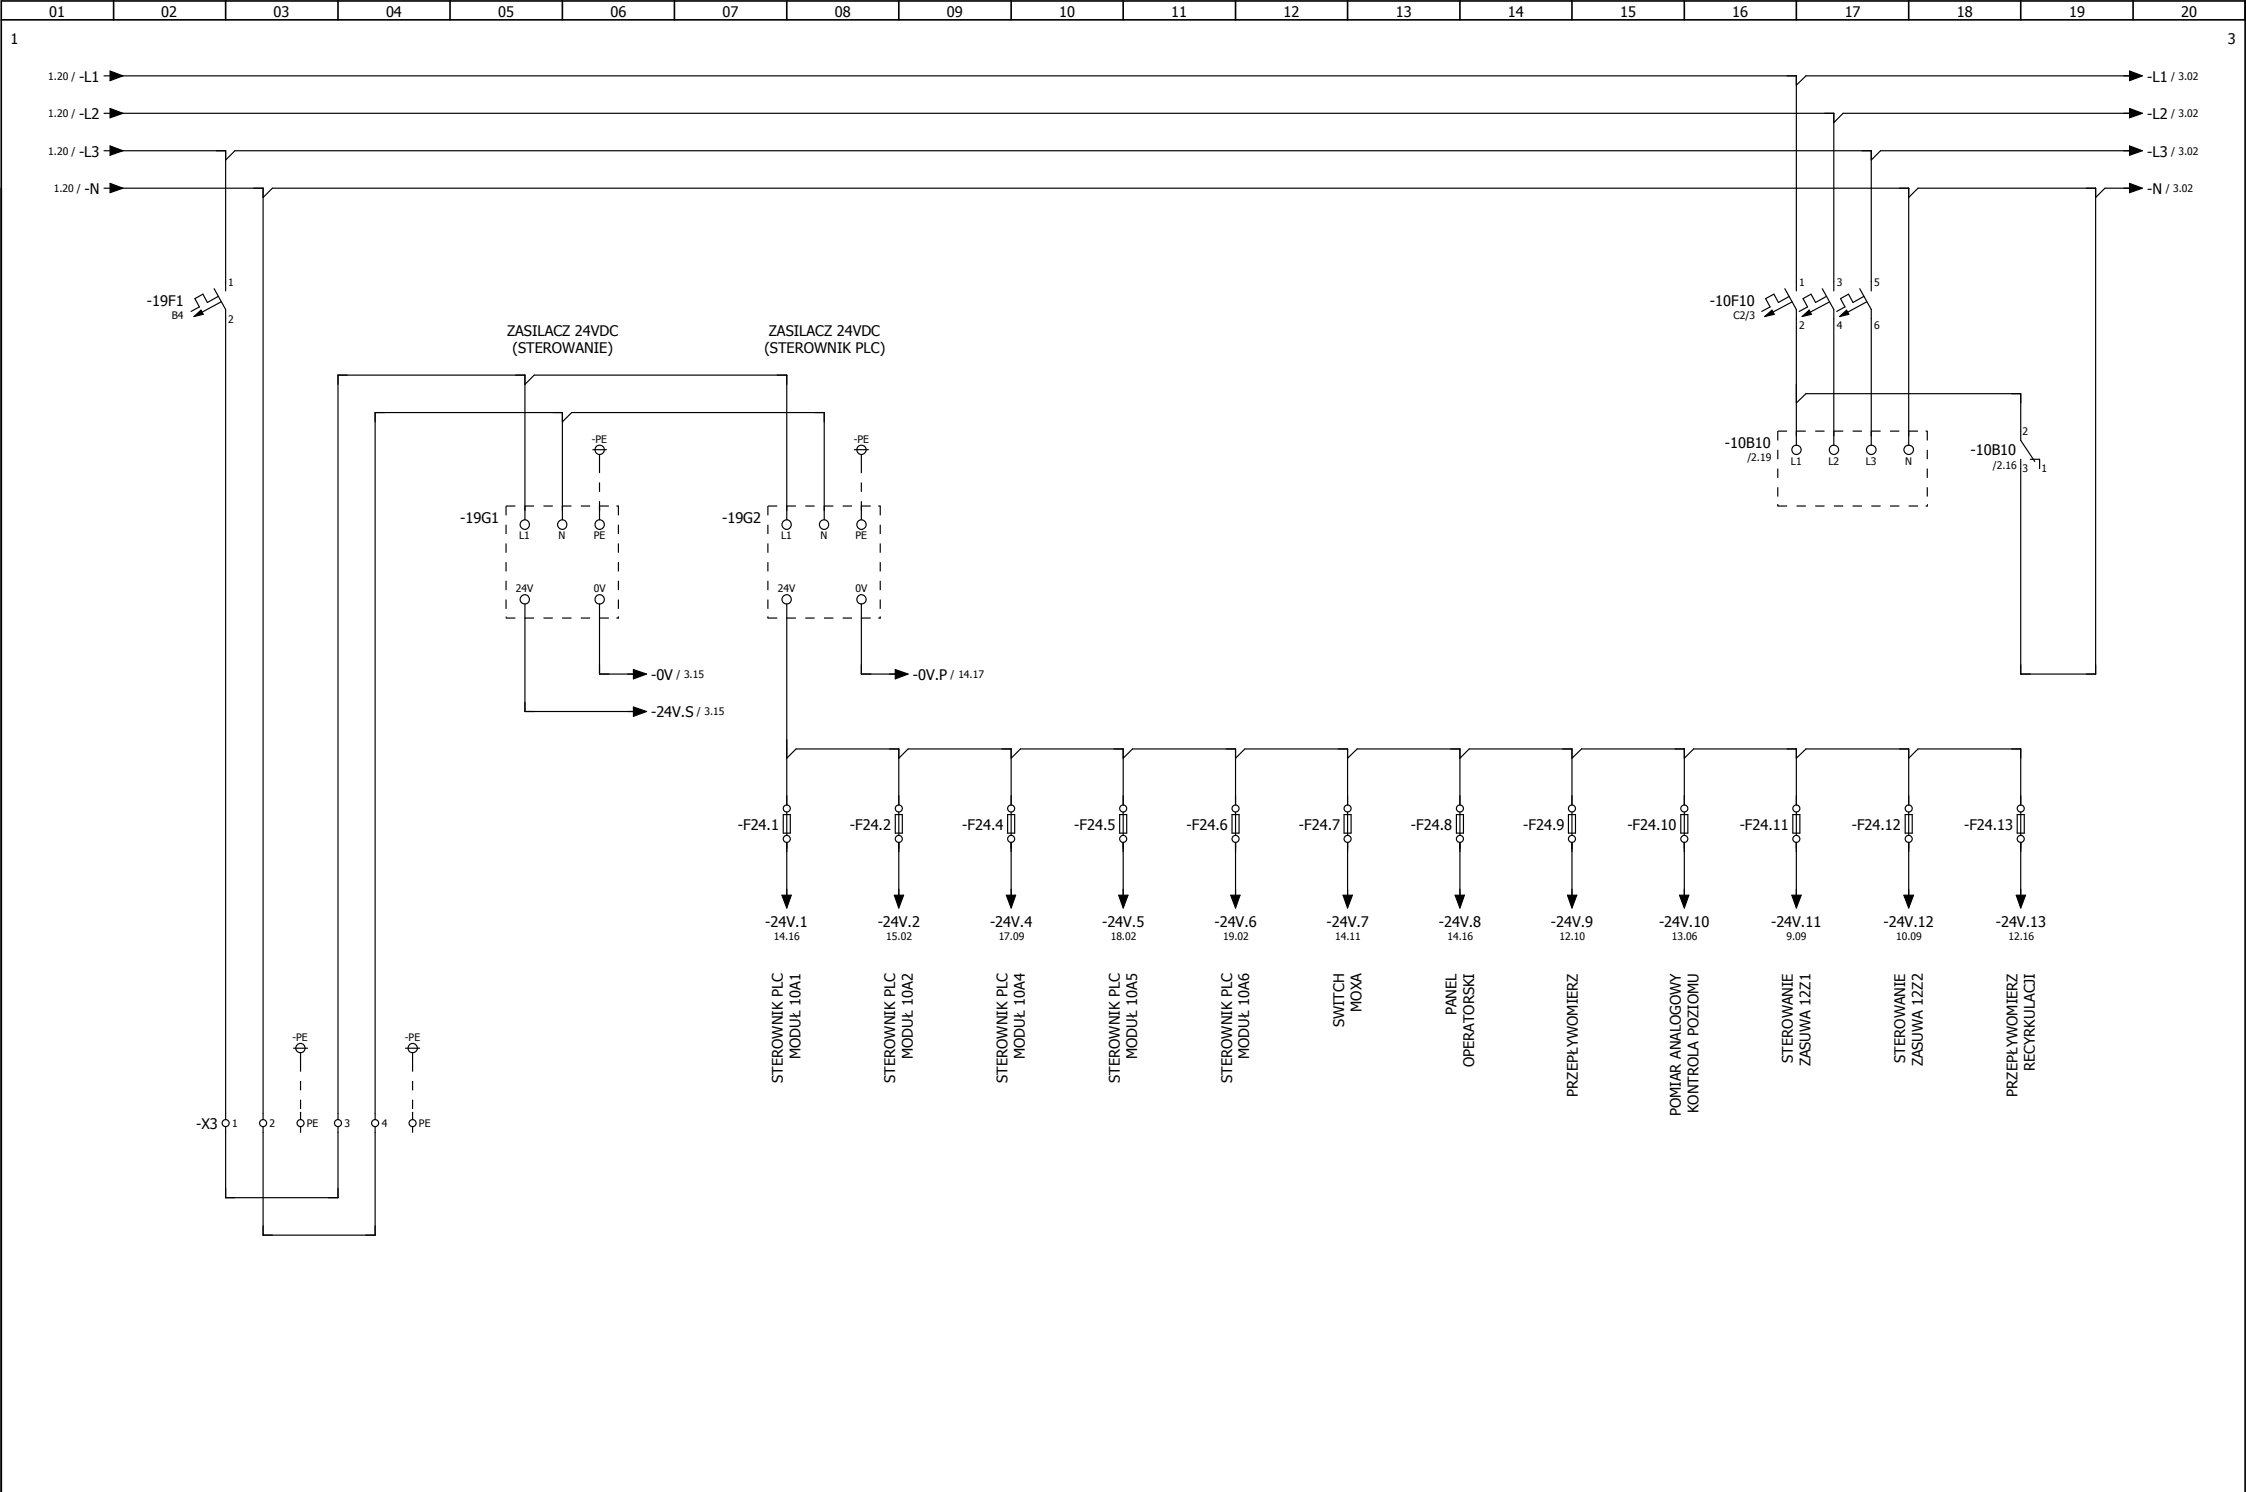 01 02 03 04 05 06 07 08 09 10 11 12 13 14 15 16 17 18 19 20
1 3
1.20 / -L1 -L1 / 3.02
1.20 / -L2 -L2 / 3.02
1.20 / -L3 -L3 / 3.02
1.20 / -N -N / 3.02
-19F1
B4
1
2
-10F10
C2/3
1 3 5
2 4 6
ZASILACZ 24VDC
(STEROWANIE)
ZASILACZ 24VDC
(STEROWNIK PLC)
-PE
-PE
-19G1
L1 N PE
24V 0V
-19G2
L1 N PE
24V 0V
-10B10
/2.19
L1 L2 L3 N
-10B10
/2.16
2
3 1
-0V / 3.15
-24V.S / 3.15
-0V.P / 14.17
-F24.1 -F24.2 -F24.4 -F24.5 -F24.6 -F24.7 -F24.8 -F24.9 -F24.10 -F24.11 -F24.12 -F24.13
-24V.1 -24V.2 -24V.4 -24V.5 -24V.6 -24V.7 -24V.8 -24V.9 -24V.10 -24V.11 -24V.12 -24V.13
14.16 15.02 17.09 18.02 19.02 14.11 14.16 12.10 13.06 9.09 10.09 12.16
STEROWNIK PLC
MODUŁ 10A1
STEROWNIK PLC
MODUŁ 10A2
STEROWNIK PLC
MODUŁ 10A4
STEROWNIK PLC
MODUŁ 10A5
STEROWNIK PLC
MODUŁ 10A6
SWITCH
MOXA
PANEL
OPERATORSKI
PRZEPŁYWOMIERZ
POMIAR ANALOGOWY
KONTROLA POZIOMU
STEROWANIE
ZASUWA 12Z1
STEROWANIE
ZASUWA 12Z2
PRZEPŁYWOMIERZ
RECYRKULACJI
-PE -PE
-X3 1 2 PE 3 4 PE